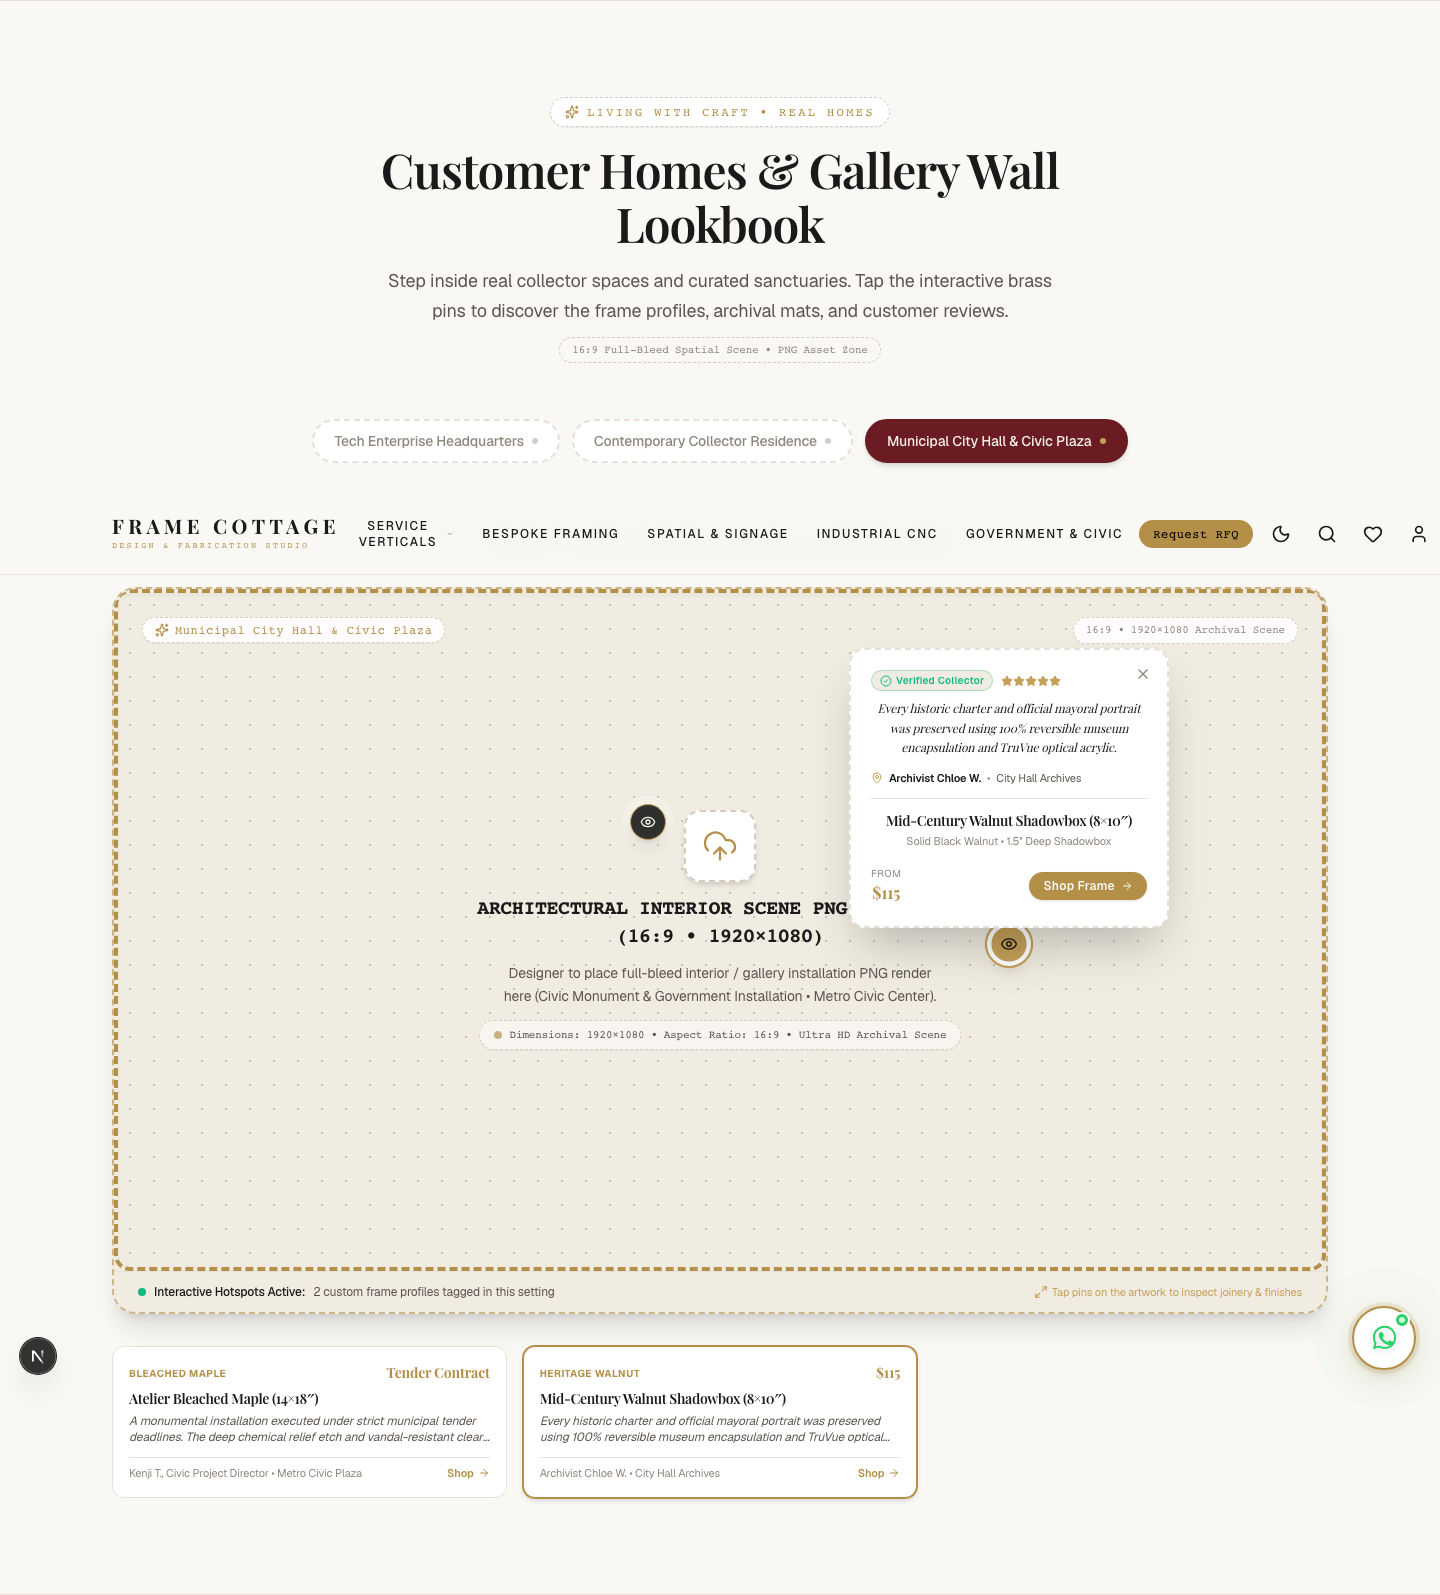 LIVING WITH CRAFT • REAL HOMES
Customer Homes & Gallery Wall
Lookbook
Step inside real collector spaces and curated sanctuaries. Tap the interactive brass
pins to discover the frame profiles, archival mats, and customer reviews.
16:9 Full-Bleed Spatial Scene • PNG Asset Zone
Tech Enterprise Headquarters
Contemporary Collector Residence
Municipal City Hall & Civic Plaza
FRAME COTTAGE
DESIGN & FABRICATION STUDIO
SERVICE
VERTICALS
BESPOKE FRAMING
SPATIAL & SIGNAGE
INDUSTRIAL CNC
GOVERNMENT & CIVIC
Request RFQ
Municipal City Hall & Civic Plaza
16:9 • 1920×1080 Archival Scene
Verified Collector
Every historic charter and official mayoral portrait
was preserved using 100% reversible museum
encapsulation and TruVue optical acrylic.
Archivist Chloe W. • City Hall Archives
Mid-Century Walnut Shadowbox (8×10″)
Solid Black Walnut • 1.5" Deep Shadowbox
FROM
$115
Shop Frame
ARCHITECTURAL INTERIOR SCENE PNG
(16:9 • 1920×1080)
Designer to place full-bleed interior / gallery installation PNG render
here (Civic Monument & Government Installation • Metro Civic Center).
Dimensions: 1920×1080 • Aspect Ratio: 16:9 • Ultra HD Archival Scene
Interactive Hotspots Active: 2 custom frame profiles tagged in this setting
Tap pins on the artwork to inspect joinery & finishes
N
BLEACHED MAPLE
Tender Contract
Atelier Bleached Maple (14×18″)
A monumental installation executed under strict municipal tender
deadlines. The deep chemical relief etch and vandal-resistant clear...
Kenji T., Civic Project Director • Metro Civic Plaza
Shop
HERITAGE WALNUT
$115
Mid-Century Walnut Shadowbox (8×10″)
Every historic charter and official mayoral portrait was preserved
using 100% reversible museum encapsulation and TruVue optical...
Archivist Chloe W. • City Hall Archives
Shop